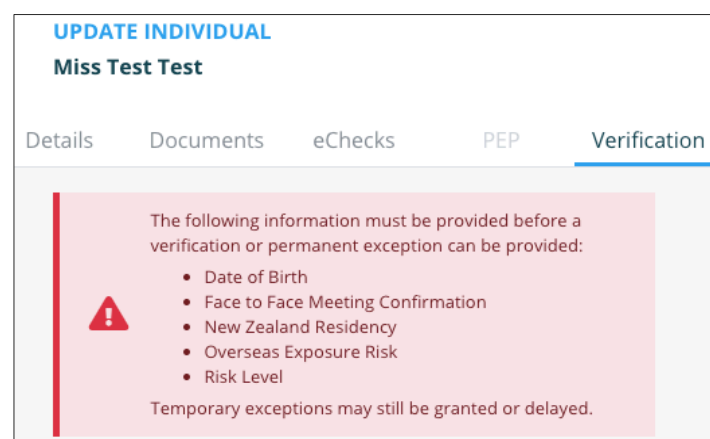 UPDATE INDIVIDUAL
Miss Test Test
Details Documents eChecks PEP Verification
The following information must be provided before a
verification or permanent exception can be provided:
• Date of Birth
• Face to Face Meeting Confirmation
• New Zealand Residency
• Overseas Exposure Risk
• Risk Level
Temporary exceptions may still be granted or delayed.